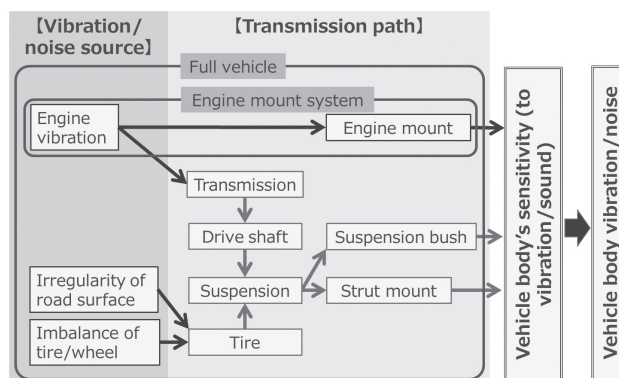 【Vibration/
noise source】
【Transmission path】
Full vehicle
Engine mount system
Engine
vibration
Engine mount
Transmission
Drive shaft
Suspension bush
Irregularity of
road surface
Suspension
Strut mount
Imbalance of
tire/wheel
Tire
Vehicle body's sensitivity (to
vibration/sound)
Vehicle body vibration/noise